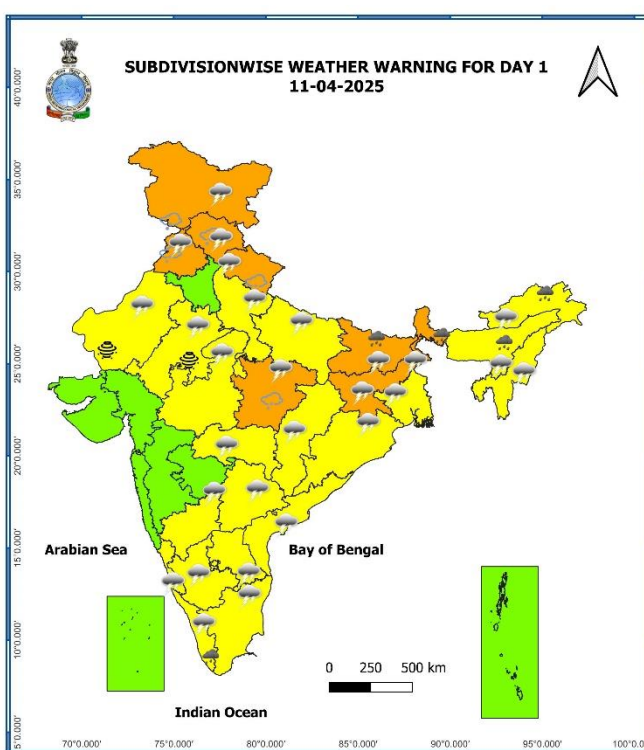 SUBDIVISIONWISE WEATHER WARNING FOR DAY 1
11-04-2025
40°0.000'
35°0.000'
30°0.000'
25°0.000'
20°0.000'
15°0.000'
10°0.000'
5°0.000'
Arabian Sea
Bay of Bengal
0 250 500 km
Indian Ocean
70°0.000' 75°0.000' 80°0.000' 85°0.000' 90°0.000' 95°0.000' 100°0.0